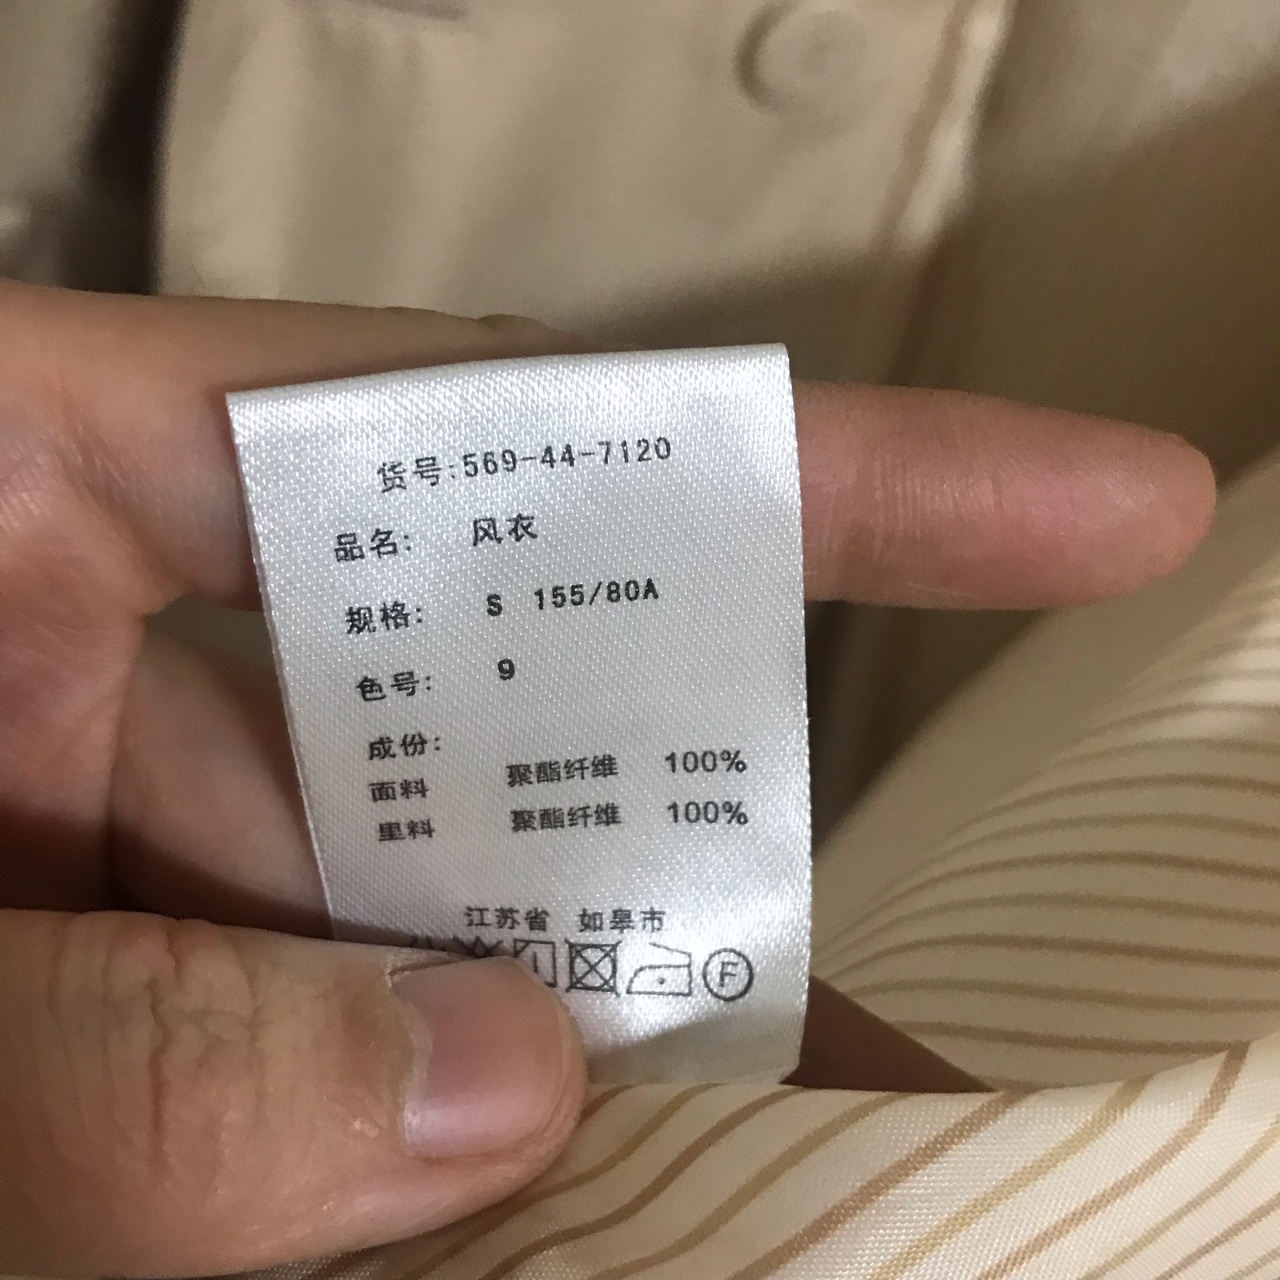 货号:569-44-7120
品名: 风衣
规格: S 155/80A
色号: 9
成份:
面料 聚酯纤维 100%
里料 聚酯纤维 100%
江苏省 如皋市
F